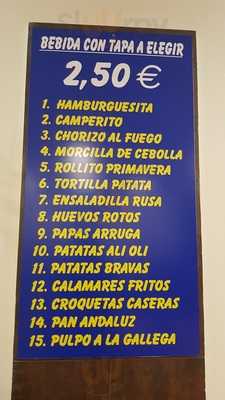 BEBIDA CON TAPA A ELEGIR
2,50 €
1. HAMBURGUESITA
2. CAMPERITO
3. CHORIZO AL FUEGO
4. MORCILLA DE CEBOLLA
5. ROLLITO PRIMAVERA
6. TORTILLA PATATA
7. ENSALADILLA RUSA
8. HUEVOS ROTOS
9. PAPAS ARRUGA
10. PATATAS ALI OLI
11. PATATAS BRAVAS
12. CALAMARES FRITOS
13. CROQUETAS CASERAS
14. PAN ANDALUZ
15. PULPO A LA GALLEGA